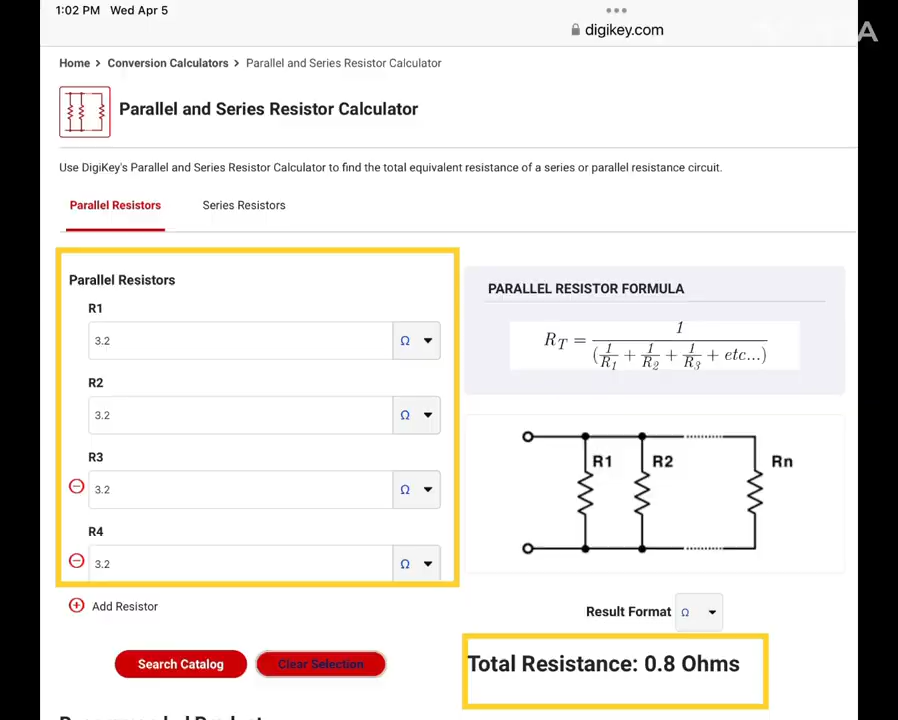 1:02 PM Wed Apr 5
digikey.com
A
Home > Conversion Calculators > Parallel and Series Resistor Calculator
Parallel and Series Resistor Calculator
Use DigiKey's Parallel and Series Resistor Calculator to find the total equivalent resistance of a series or parallel resistance circuit.
Parallel Resistors Series Resistors
Parallel Resistors
R1
3.2 Ω
R2
3.2 Ω
R3
3.2 Ω
R4
3.2 Ω
Add Resistor
Search Catalog Clear Selection
PARALLEL RESISTOR FORMULA
R_T = 1 / (1/R_1 + 1/R_2 + 1/R_3 + etc...)
R1 R2 Rn
Result Format Ω
Total Resistance: 0.8 Ohms